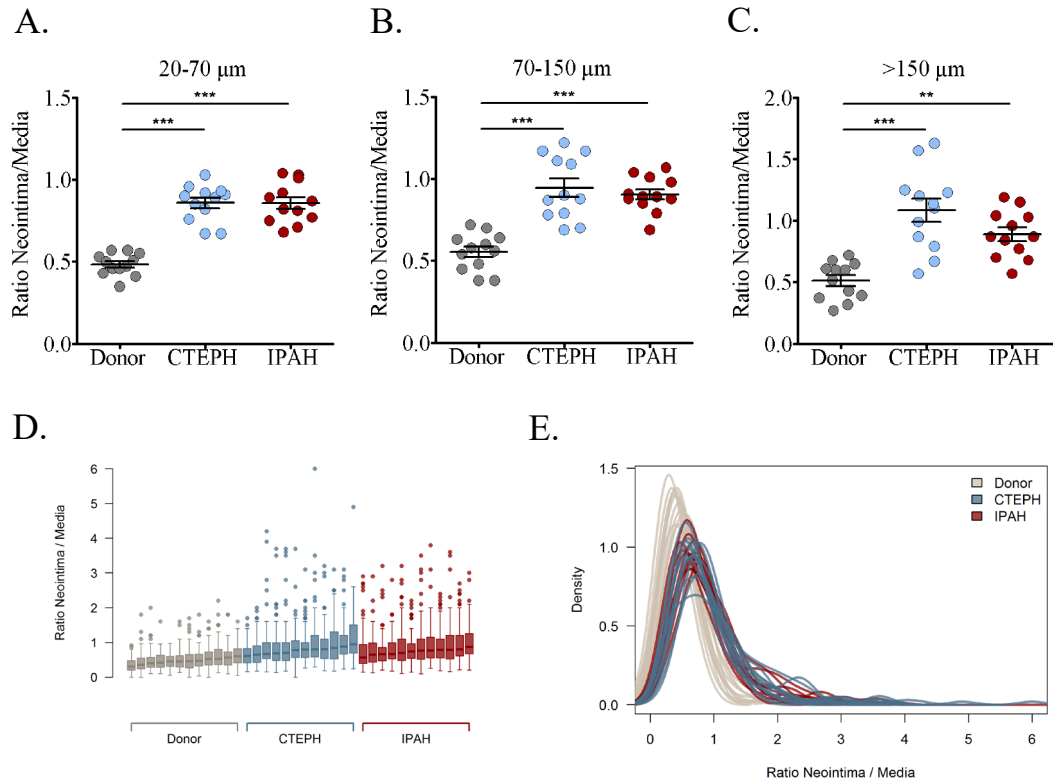 A.
20-70 μm
***
***
Ratio Neointima/Media
1.5
1.0
0.5
0.0
Donor CTEPH IPAH
B.
70-150 μm
***
***
Ratio Neointima/Media
1.5
1.0
0.5
0.0
Donor CTEPH IPAH
C.
>150 μm
**
***
Ratio Neointima/Media
2.0
1.5
1.0
0.5
0.0
Donor CTEPH IPAH
D.
Ratio Neointima / Media
6
5
4
3
2
1
0
Donor CTEPH IPAH
E.
Density
1.5
1.0
0.5
0.0
Donor
CTEPH
IPAH
0 1 2 3 4 5 6
Ratio Neointima / Media